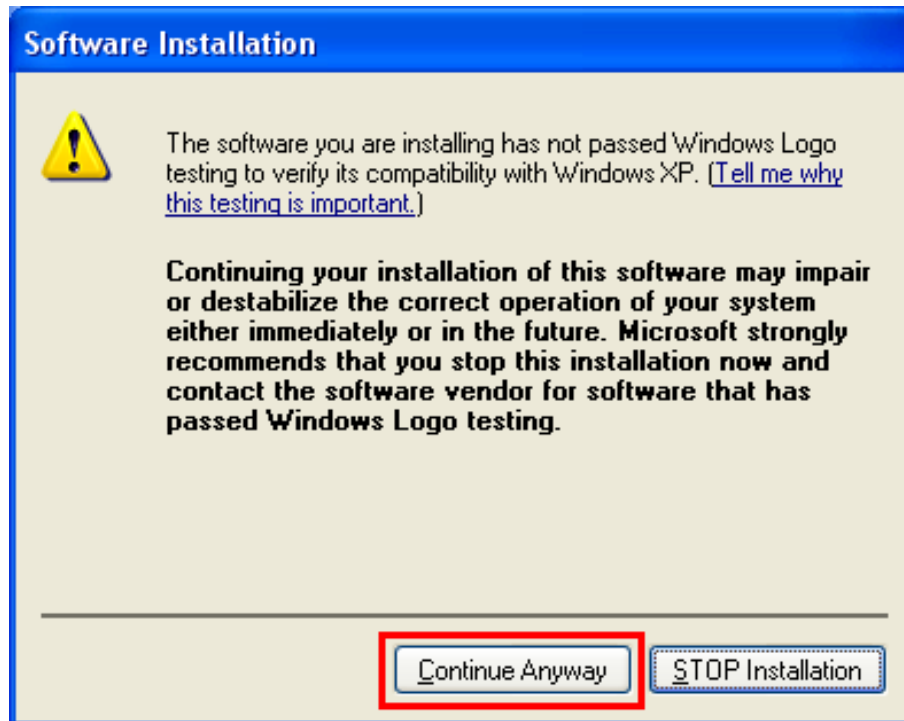 Software Installation
The software you are installing has not passed Windows Logo
testing to verify its compatibility with Windows XP. (Tell me why
this testing is important.)
Continuing your installation of this software may impair
or destabilize the correct operation of your system
either immediately or in the future. Microsoft strongly
recommends that you stop this installation now and
contact the software vendor for software that has
passed Windows Logo testing.
Continue Anyway
STOP Installation